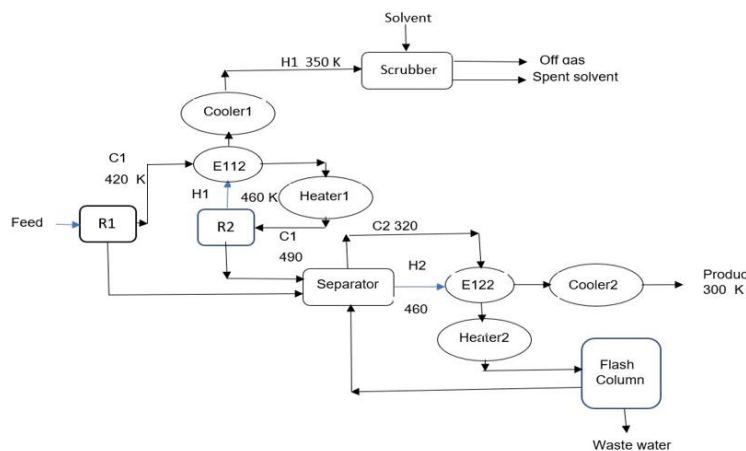 Solvent
H1 350 K
Scrubber
Off gas
Spent solvent
Cooler1
C1
420 K
E112
H1
460 K
Heater1
Feed
R1
R2
C1
490
C2 320
Separator
H2
460
E122
Cooler2
Produc
300 K
Heater2
Flash
Column
Waste water